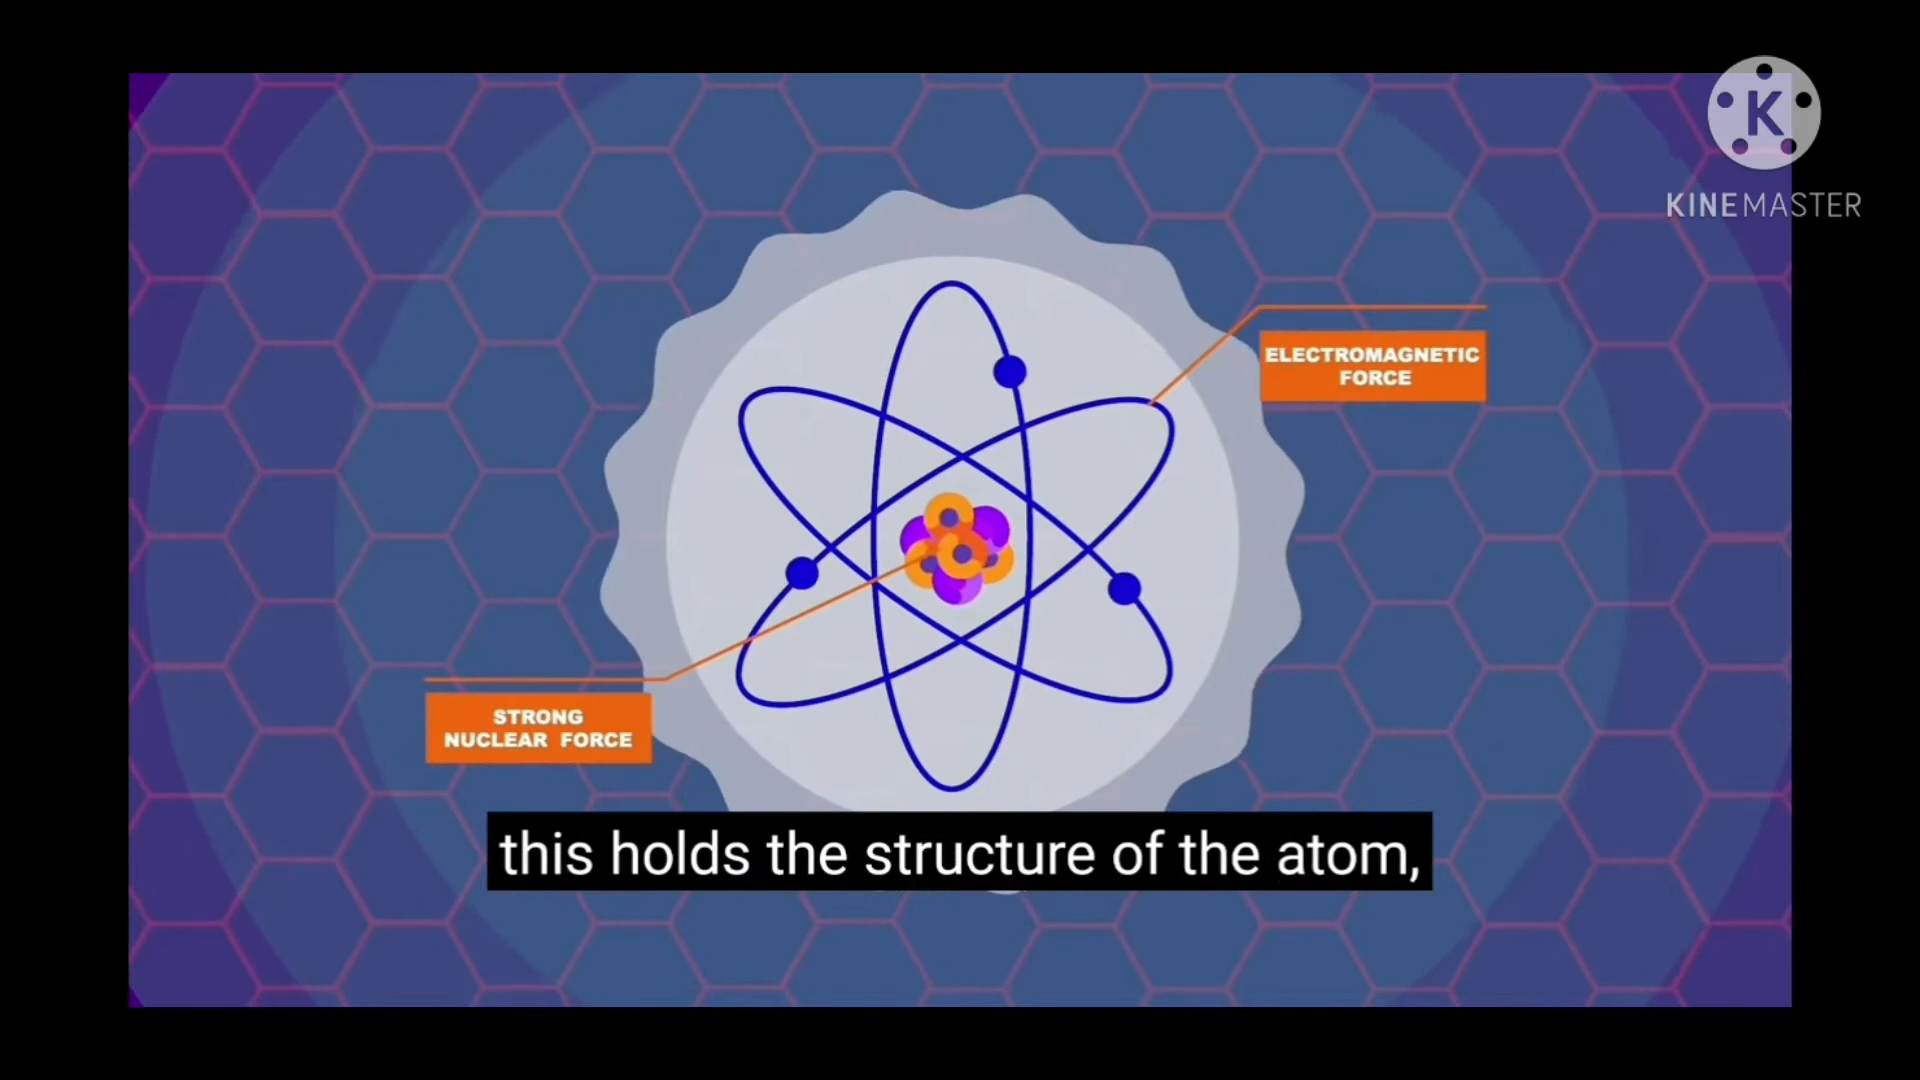 K
KINEMASTER
ELECTROMAGNETIC
FORCE
STRONG
NUCLEAR FORCE
this holds the structure of the atom,